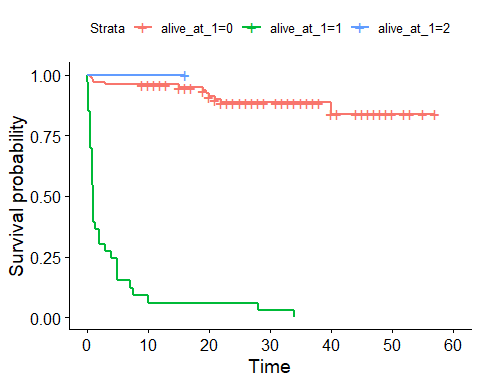 Strata alive_at_1=0 alive_at_1=1 alive_at_1=2
1.00
0.75
0.50
0.25
0.00
Survival probability
0 10 20 30 40 50 60
Time